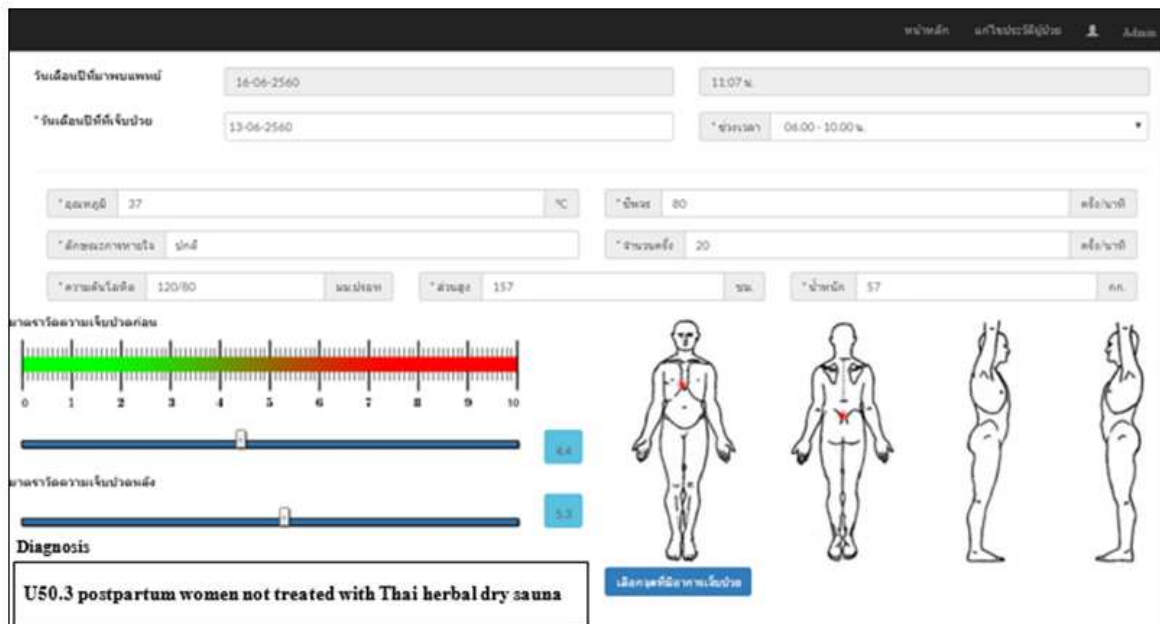 หน้าหลัก แก้ไขประวัติผู้ป่วย Admin
วันเดือนปีที่มาพบแพทย์ 16-06-2560 11:07 น.
* วันเดือนปีที่ที่เจ็บป่วย 13-06-2560 * ช่วงเวลา 06.00 - 10.00 น.
* อุณหภูมิ 37 °C * ชีพจร 80 ครั้ง/นาที
* ลักษณะการหายใจ ปกติ * จำนวนครั้ง 20 ครั้ง/นาที
* ความดันโลหิต 120/80 มม.ปรอท * ส่วนสูง 157 ซม. * น้ำหนัก 57 กก.
มาตราวัดความเจ็บปวดก่อน
0 1 2 3 4 5 6 7 8 9 10
4.4
มาตราวัดความเจ็บปวดหลัง
5.3
Diagnosis
U50.3 postpartum women not treated with Thai herbal dry sauna
เลือกจุดที่มีอาการเจ็บป่วย